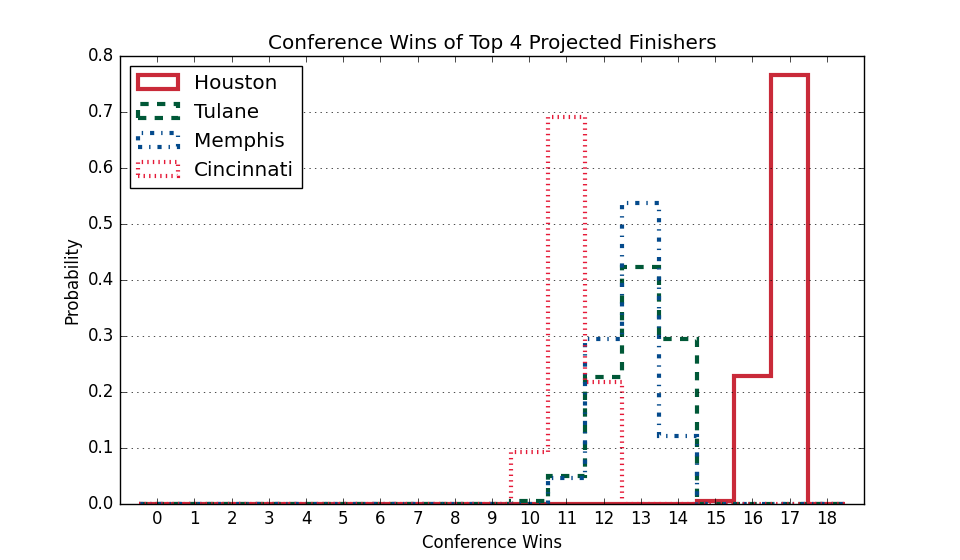 Conference Wins of Top 4 Projected Finishers
Houston
Tulane
Memphis
Cincinnati
0.8
0.7
0.6
0.5
0.4
0.3
0.2
0.1
0.0
Probability
0 1 2 3 4 5 6 7 8 9 10 11 12 13 14 15 16 17 18
Conference Wins